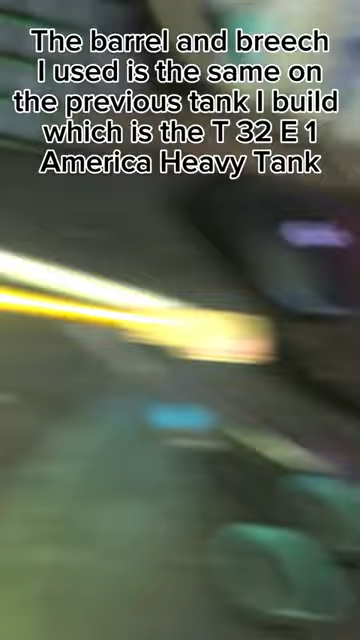 The barrel and breech
I used is the same on
the previous tank I build
which is the T 32 E 1
America Heavy Tank